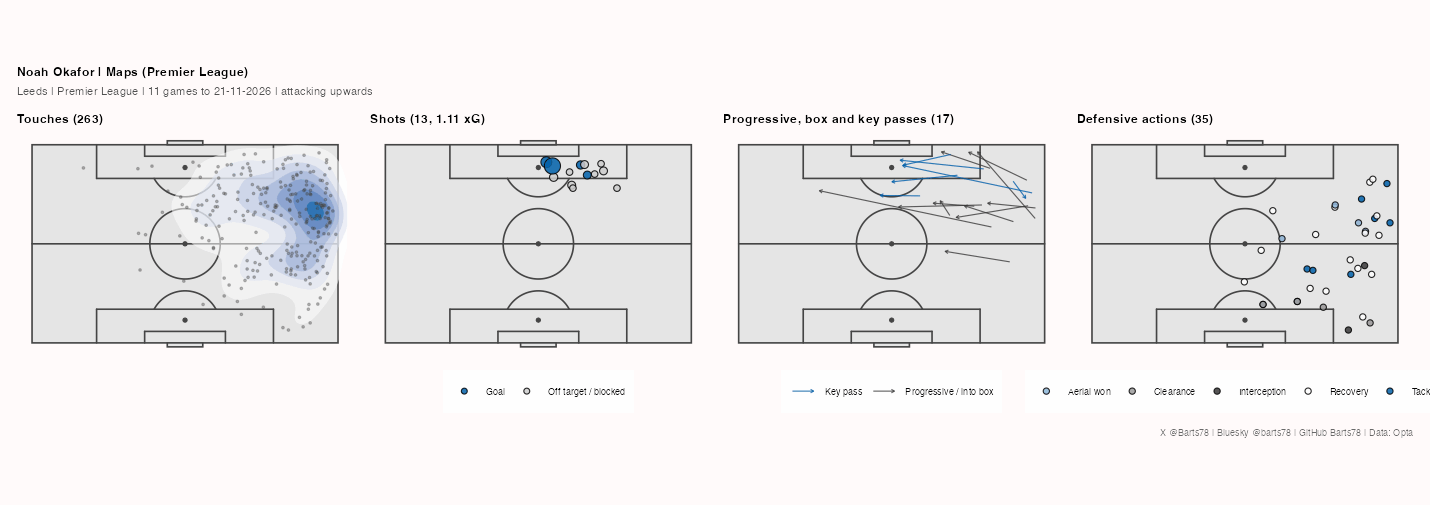 Noah Okafor | Maps (Premier League)
Leeds | Premier League | 11 games to 21-11-2026 | attacking upwards
Touches (263)
Shots (13, 1.11 xG)
Progressive, box and key passes (17)
Defensive actions (35)
Goal
Off target / blocked
Key pass
Progressive / into box
Aerial won
Clearance
Interception
Recovery
Tack
X @Barts78 | Bluesky @barts78 | GitHub Barts78 | Data: Opta